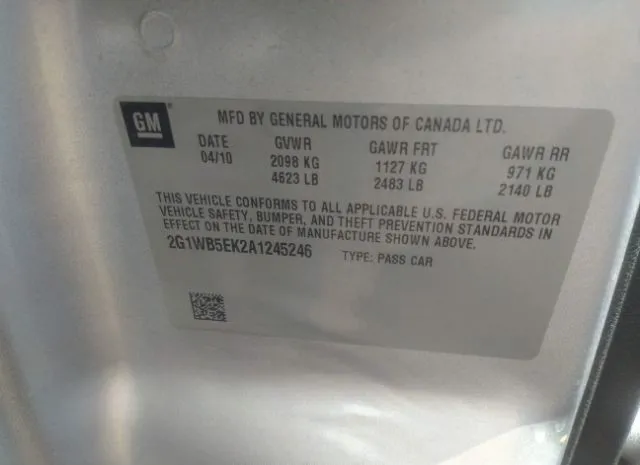 GM
MFD BY GENERAL MOTORS OF CANADA LTD.
DATE GVWR GAWR FRT GAWR RR
04/10 2098 KG 1127 KG 971 KG
4623 LB 2483 LB 2140 LB
THIS VEHICLE CONFORMS TO ALL APPLICABLE U.S. FEDERAL MOTOR
VEHICLE SAFETY, BUMPER, AND THEFT PREVENTION STANDARDS IN
EFFECT ON THE DATE OF MANUFACTURE SHOWN ABOVE.
2G1WB5EK2A1245246 TYPE: PASS CAR